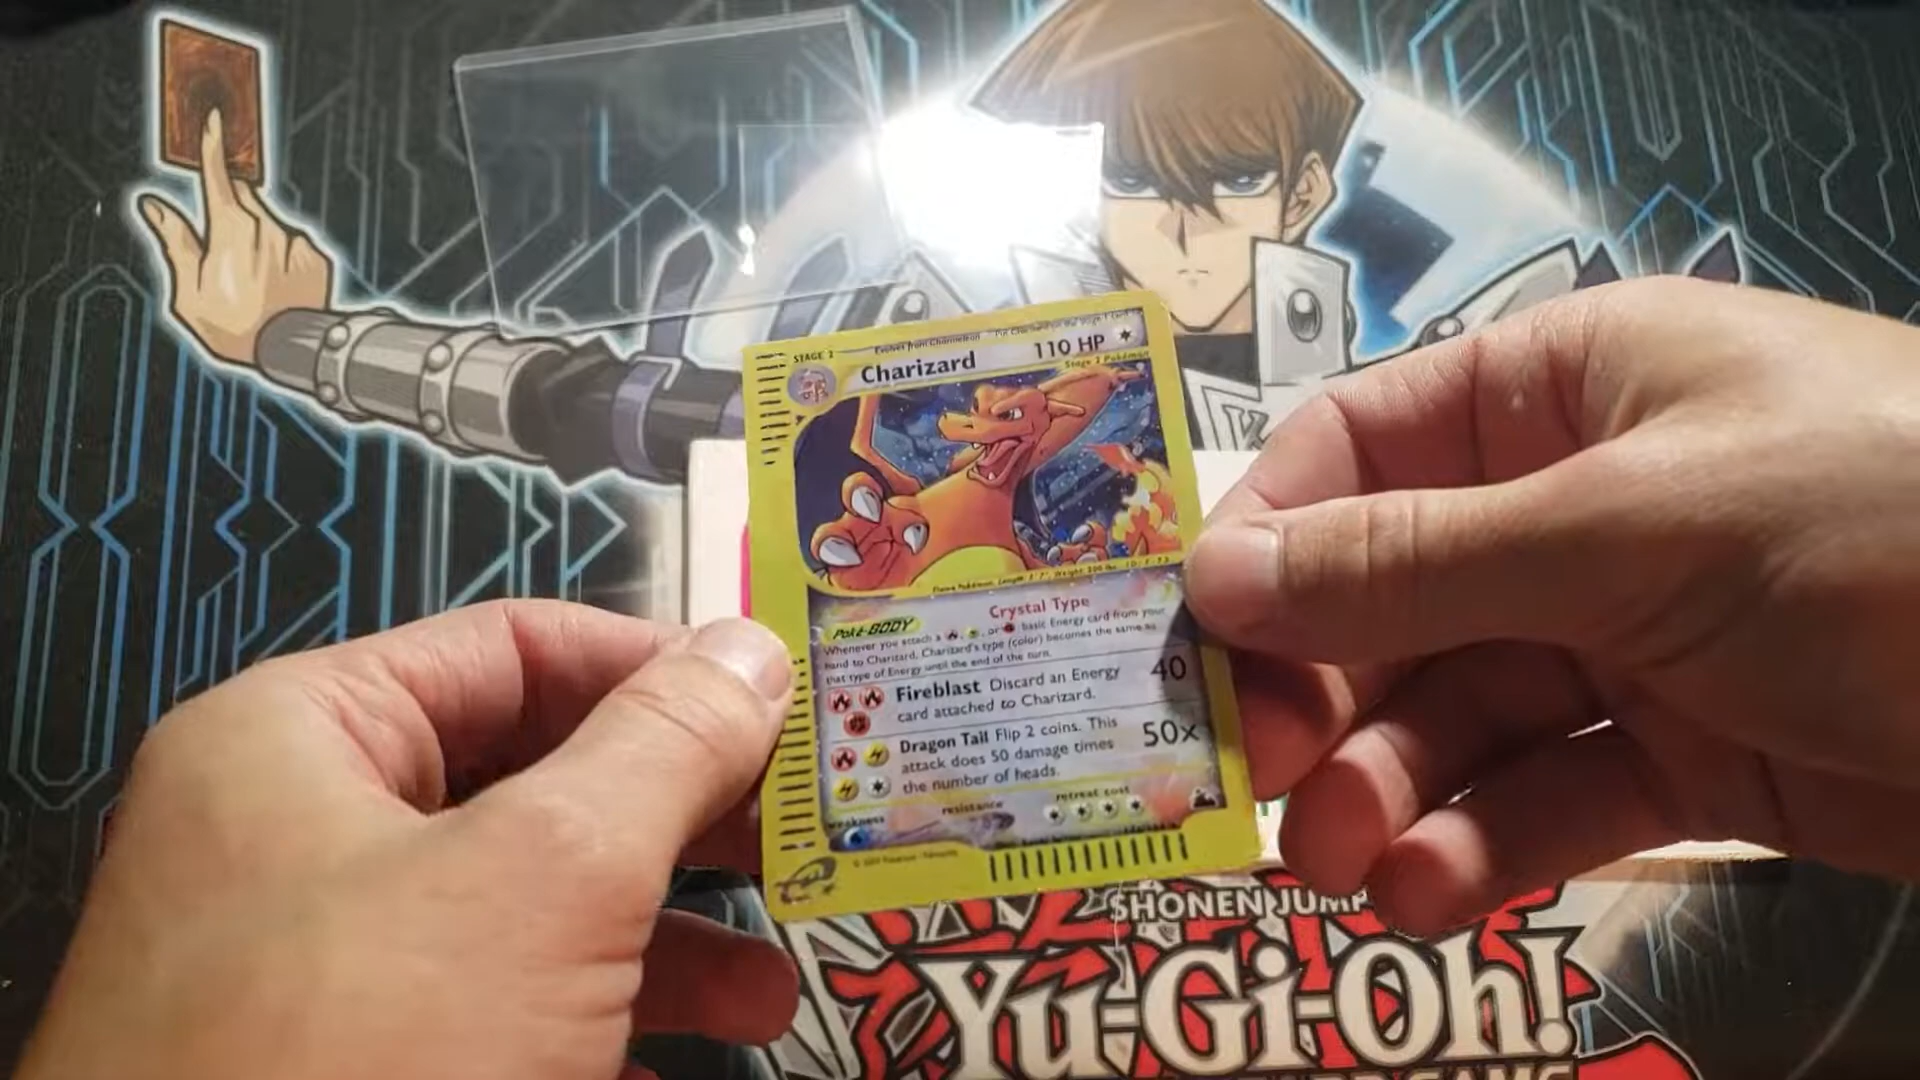 STAGE 2
Evolves from Charmeleon
Charizard
110 HP
Stage 2 Pokémon
Crystal Type
Poké-BODY
Whenever you attach a , , or basic Energy card from your
hand to Charizard, Charizard's type (color) becomes the same as
that type of Energy until the end of the turn.
Fireblast Discard an Energy
card attached to Charizard.
40
Dragon Tail Flip 2 coins. This
attack does 50 damage times
the number of heads.
50x
weakness
resistance
retreat cost
SHONEN JUMP
Yu-Gi-Oh!